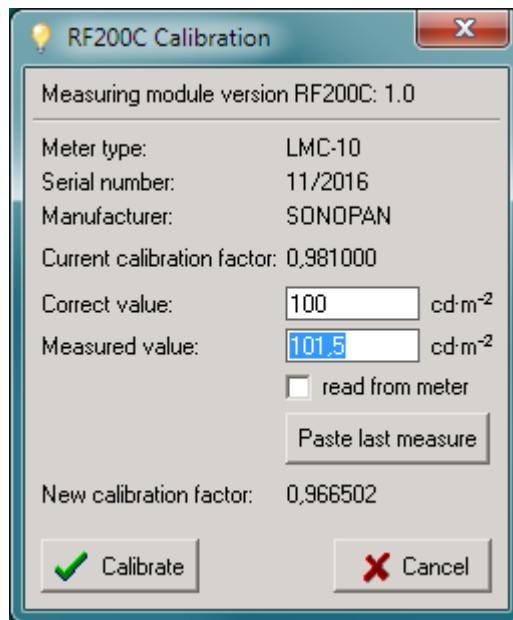 RF200C Calibration
Measuring module version RF200C: 1.0
Meter type: LMC-10
Serial number: 11/2016
Manufacturer: SONOPAN
Current calibration factor: 0,981000
Correct value: 100 cd·m⁻²
Measured value: 101,5 cd·m⁻²
read from meter
Paste last measure
New calibration factor: 0,966502
Calibrate Cancel